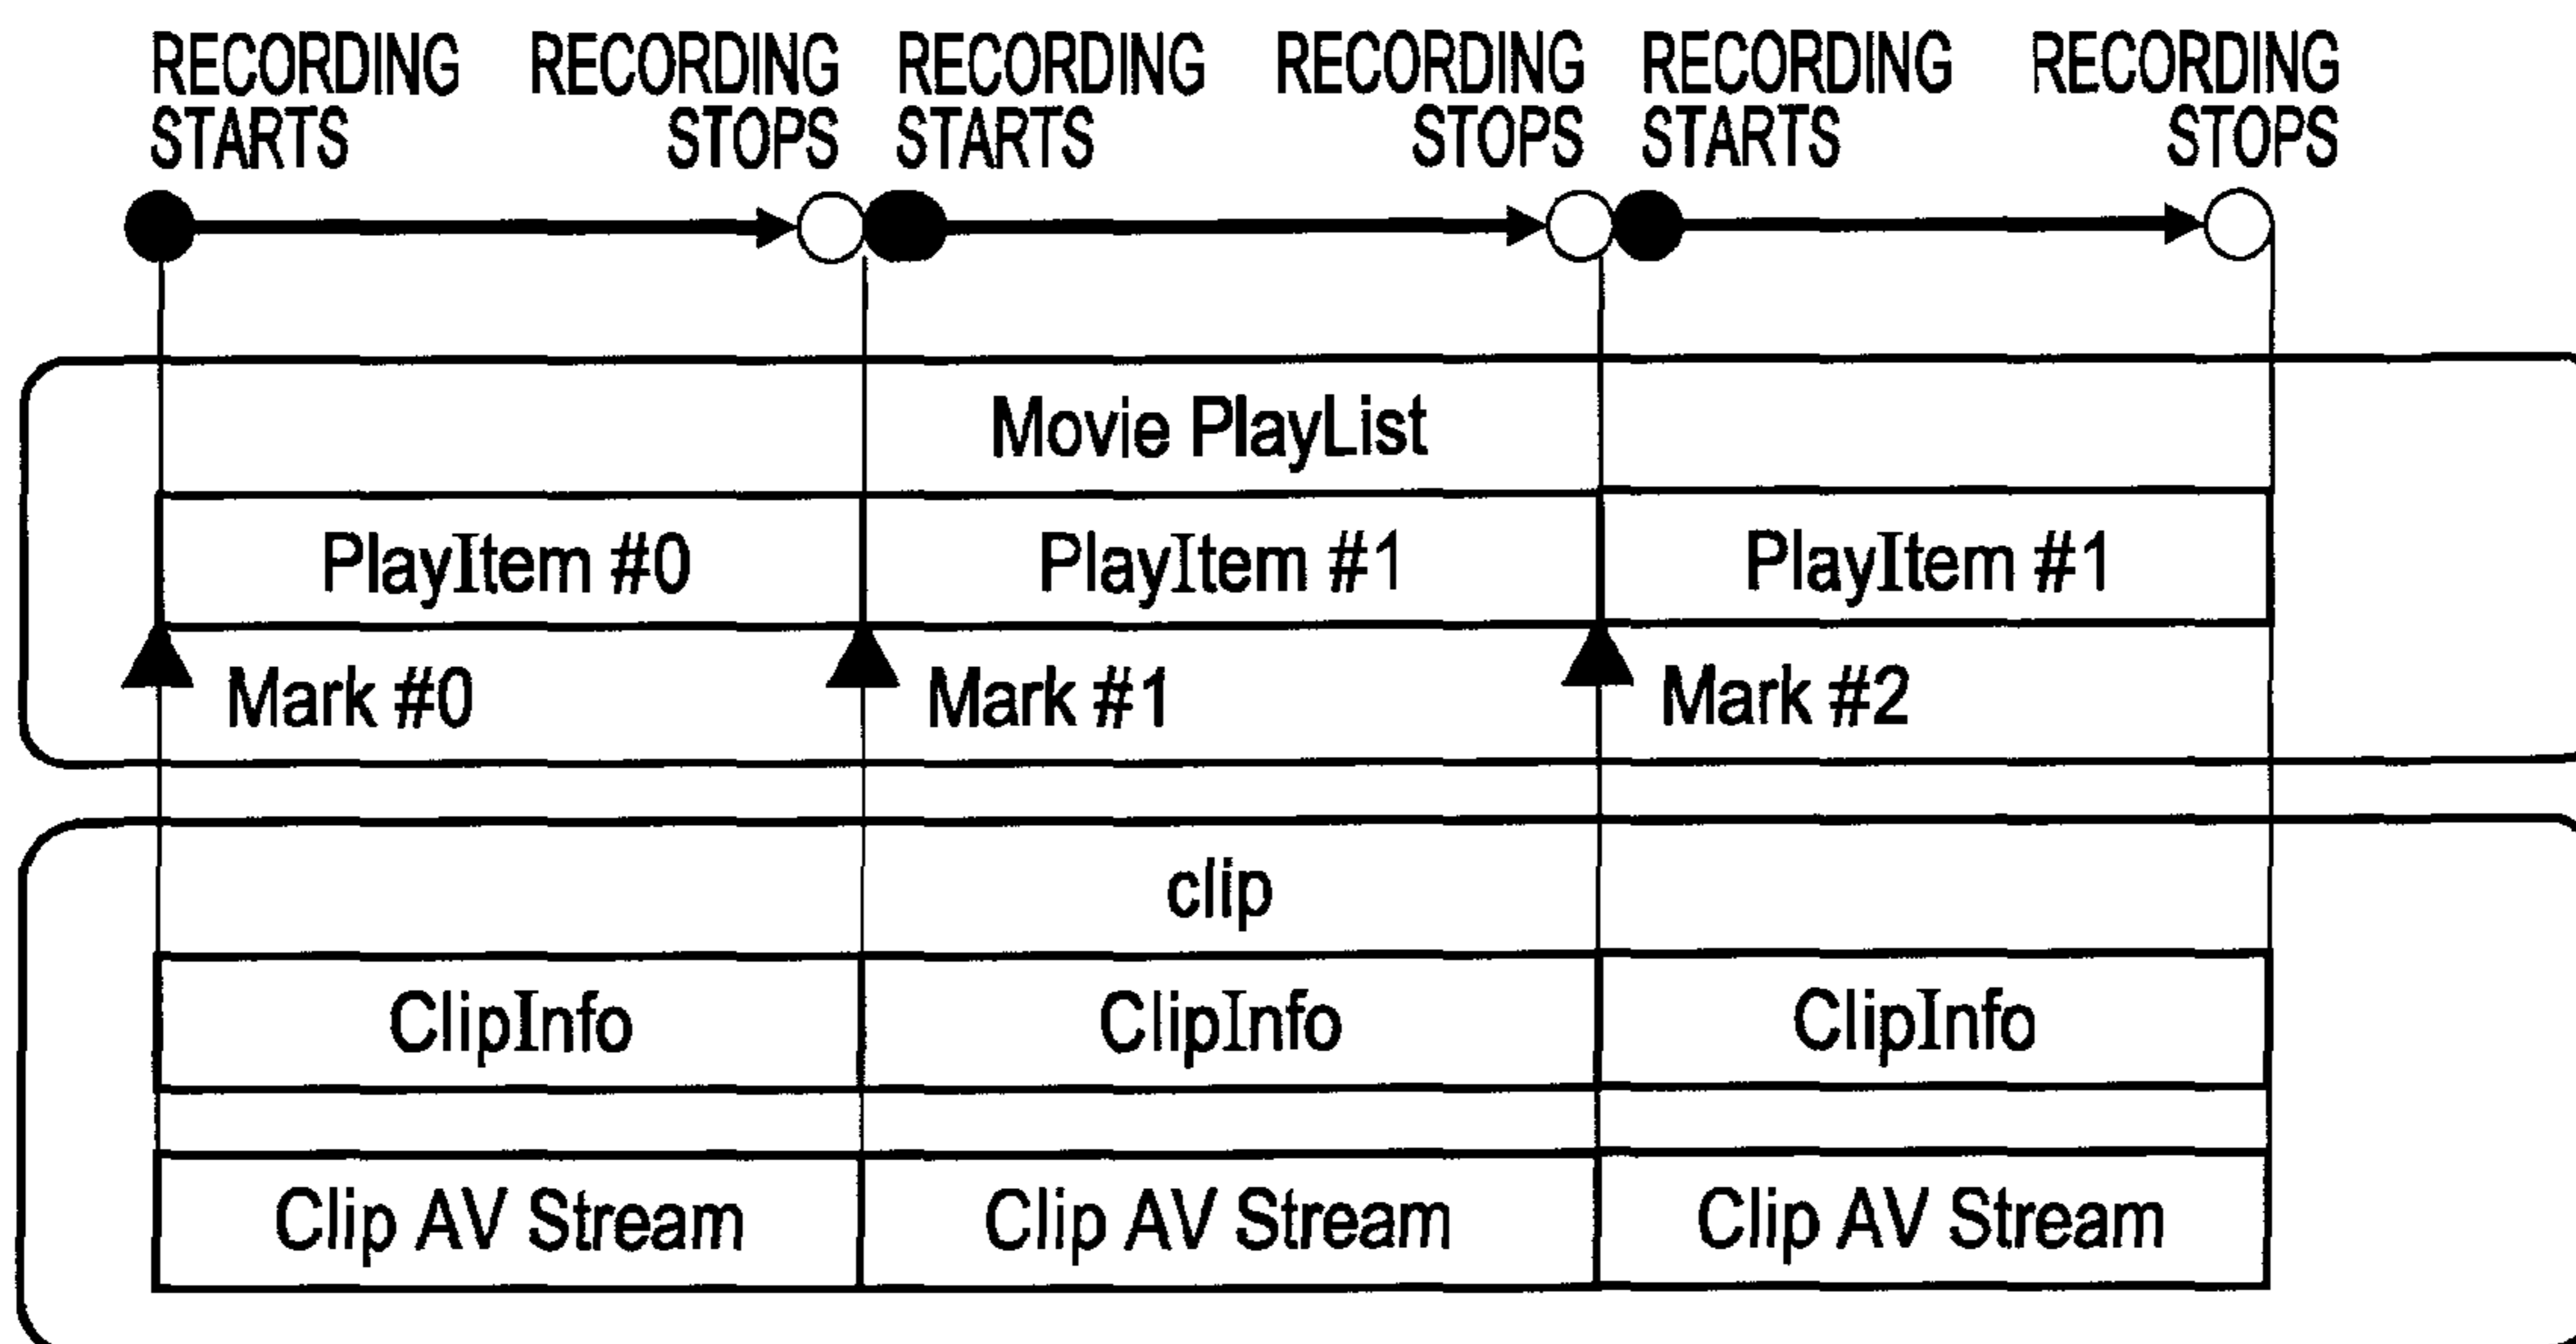 RECORDING STARTS
RECORDING STOPS
RECORDING STARTS
RECORDING STOPS
RECORDING STARTS
RECORDING STOPS
Movie PlayList
PlayItem #0
PlayItem #1
PlayItem #1
Mark #0
Mark #1
Mark #2
clip
ClipInfo
ClipInfo
ClipInfo
Clip AV Stream
Clip AV Stream
Clip AV Stream